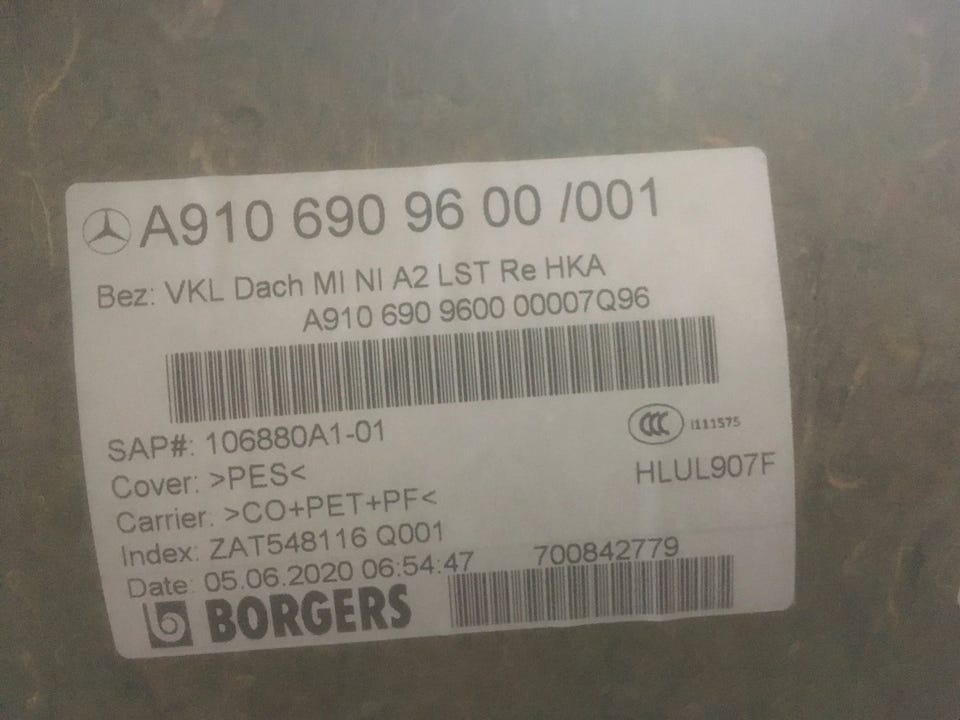 A910 690 96 00 /001
Bez: VKL Dach MI NI A2 LST Re HKA
A910 690 9600 00007Q96
SAP#: 106880A1-01
CCC I111575
Cover: >PES<
HLUL907F
Carrier: >CO+PET+PF<
Index: ZAT548116 Q001
Date: 05.06.2020 06:54:47
700842779
BORGERS